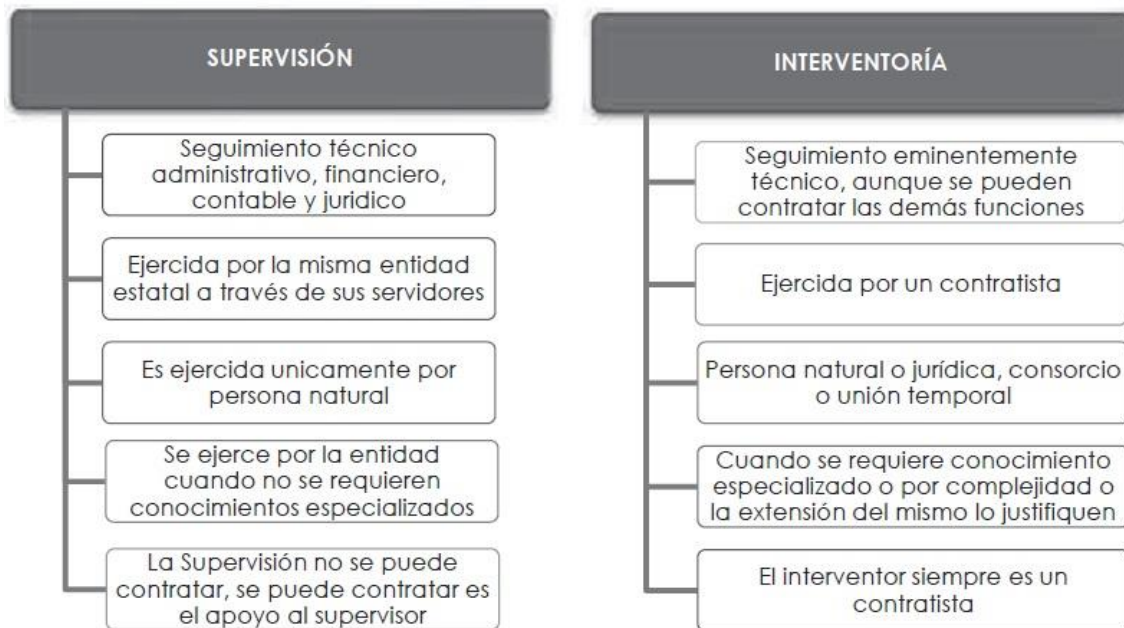 SUPERVISIÓN
Seguimiento técnico
administrativo, financiero,
contable y juridico
Ejercida por la misma entidad
estatal a través de sus servidores
Es ejercida unicamente por
persona natural
Se ejerce por la entidad
cuando no se requieren
conocimientos especializados
La Supervisión no se puede
contratar, se puede contratar es
el apoyo al supervisor
INTERVENTORÍA
Seguimiento eminentemente
técnico, aunque se pueden
contratar las demás funciones
Ejercida por un contratista
Persona natural o jurídica, consorcio
o unión temporal
Cuando se requiere conocimiento
especializado o por complejidad o
la extensión del mismo lo justifiquen
El interventor siempre es un
contratista